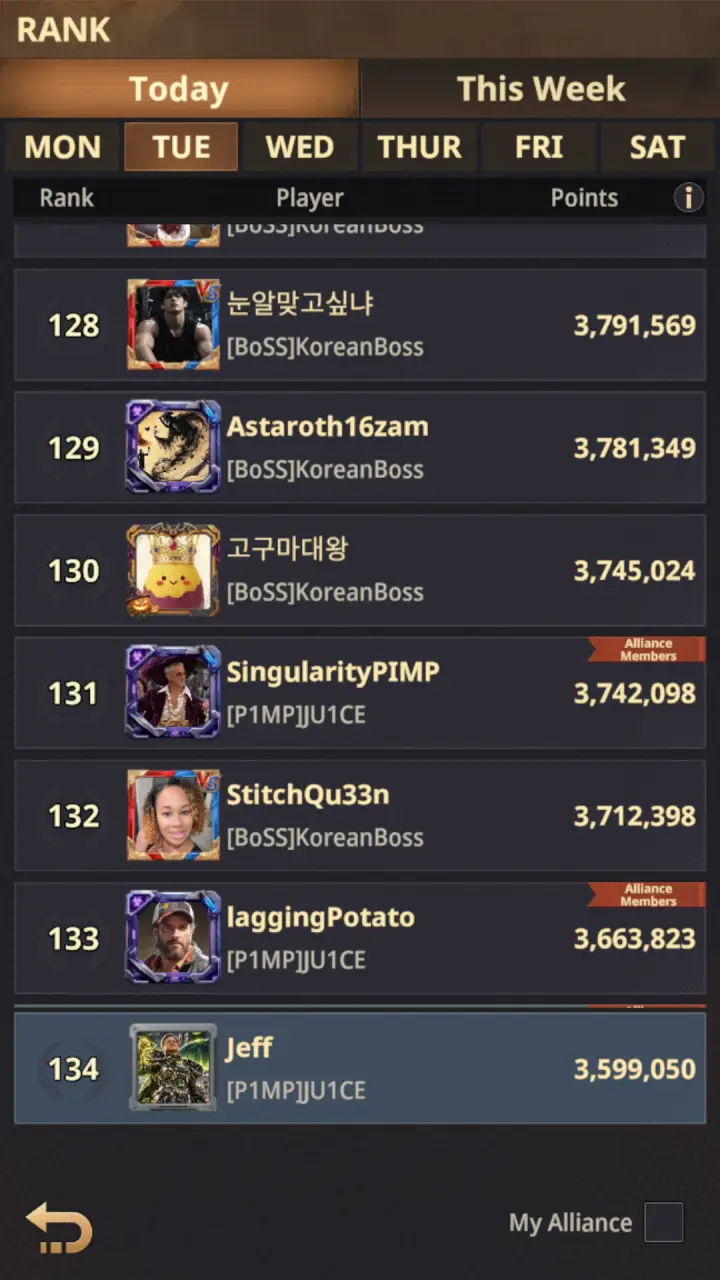 RANK
Today
This Week
MON TUE WED THUR FRI SAT
Rank Player Points i
[BoSS]KoreanBoss
128
눈알맞고싶냐
[BoSS]KoreanBoss
3,791,569
129
Astaroth16zam
[BoSS]KoreanBoss
3,781,349
130
고구마대왕
[BoSS]KoreanBoss
3,745,024
Alliance
Members
131
SingularityPIMP
[P1MP]JU1CE
3,742,098
132
StitchQu33n
[BoSS]KoreanBoss
3,712,398
Alliance
Members
133
laggingPotato
[P1MP]JU1CE
3,663,823
134
Jeff
[P1MP]JU1CE
3,599,050
My Alliance